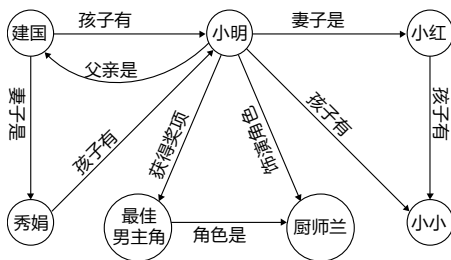 建国
孩子有
小明
妻子是
小红
父亲是
妻子是
孩子有
获得奖项
饰演角色
孩子有
孩子有
秀娟
最佳
男主角
角色是
厨师兰
小小